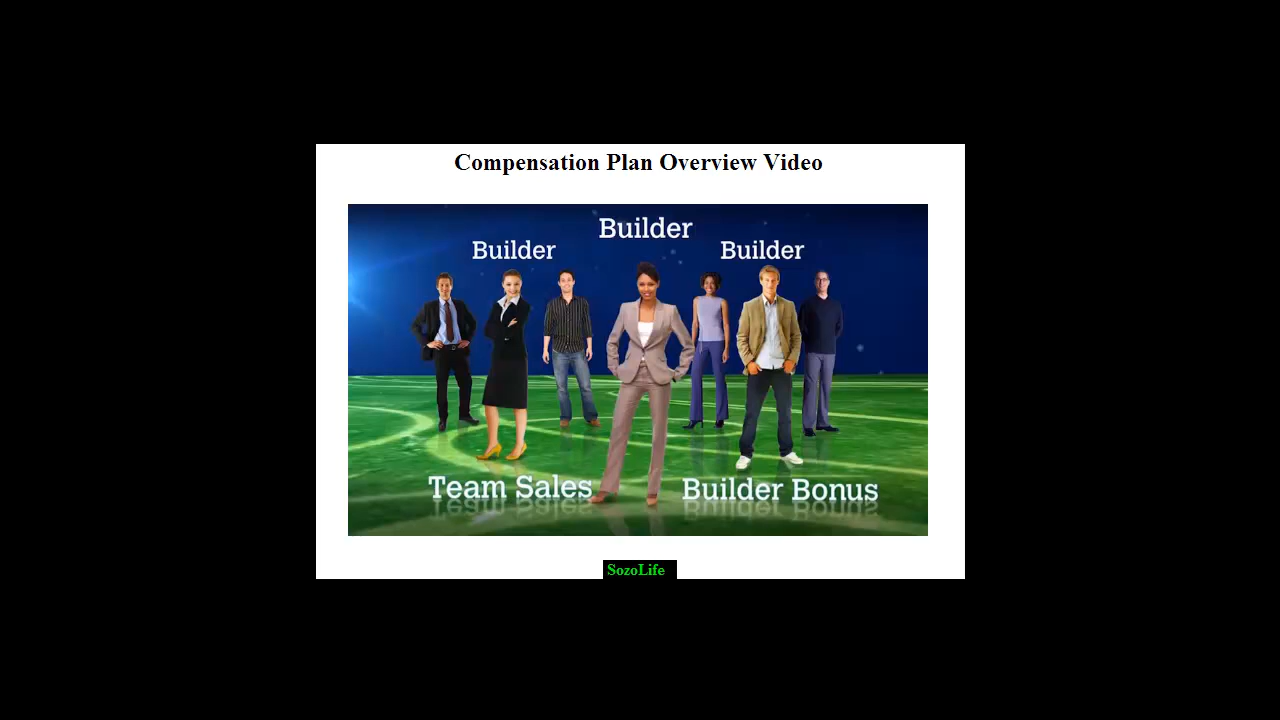 Compensation Plan Overview Video
Builder
Builder
Builder
Team Sales
Builder Bonus
SozoLife